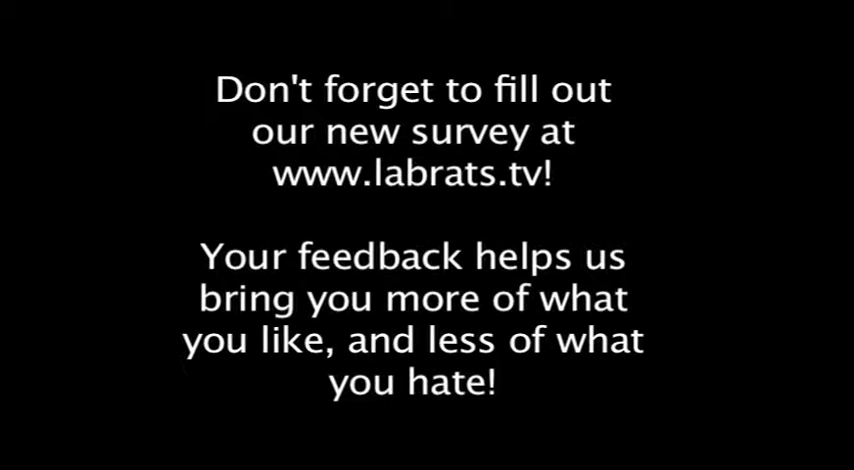 Don't forget to fill out
our new survey at
www.labrats.tv!
Your feedback helps us
bring you more of what
you like, and less of what
you hate!